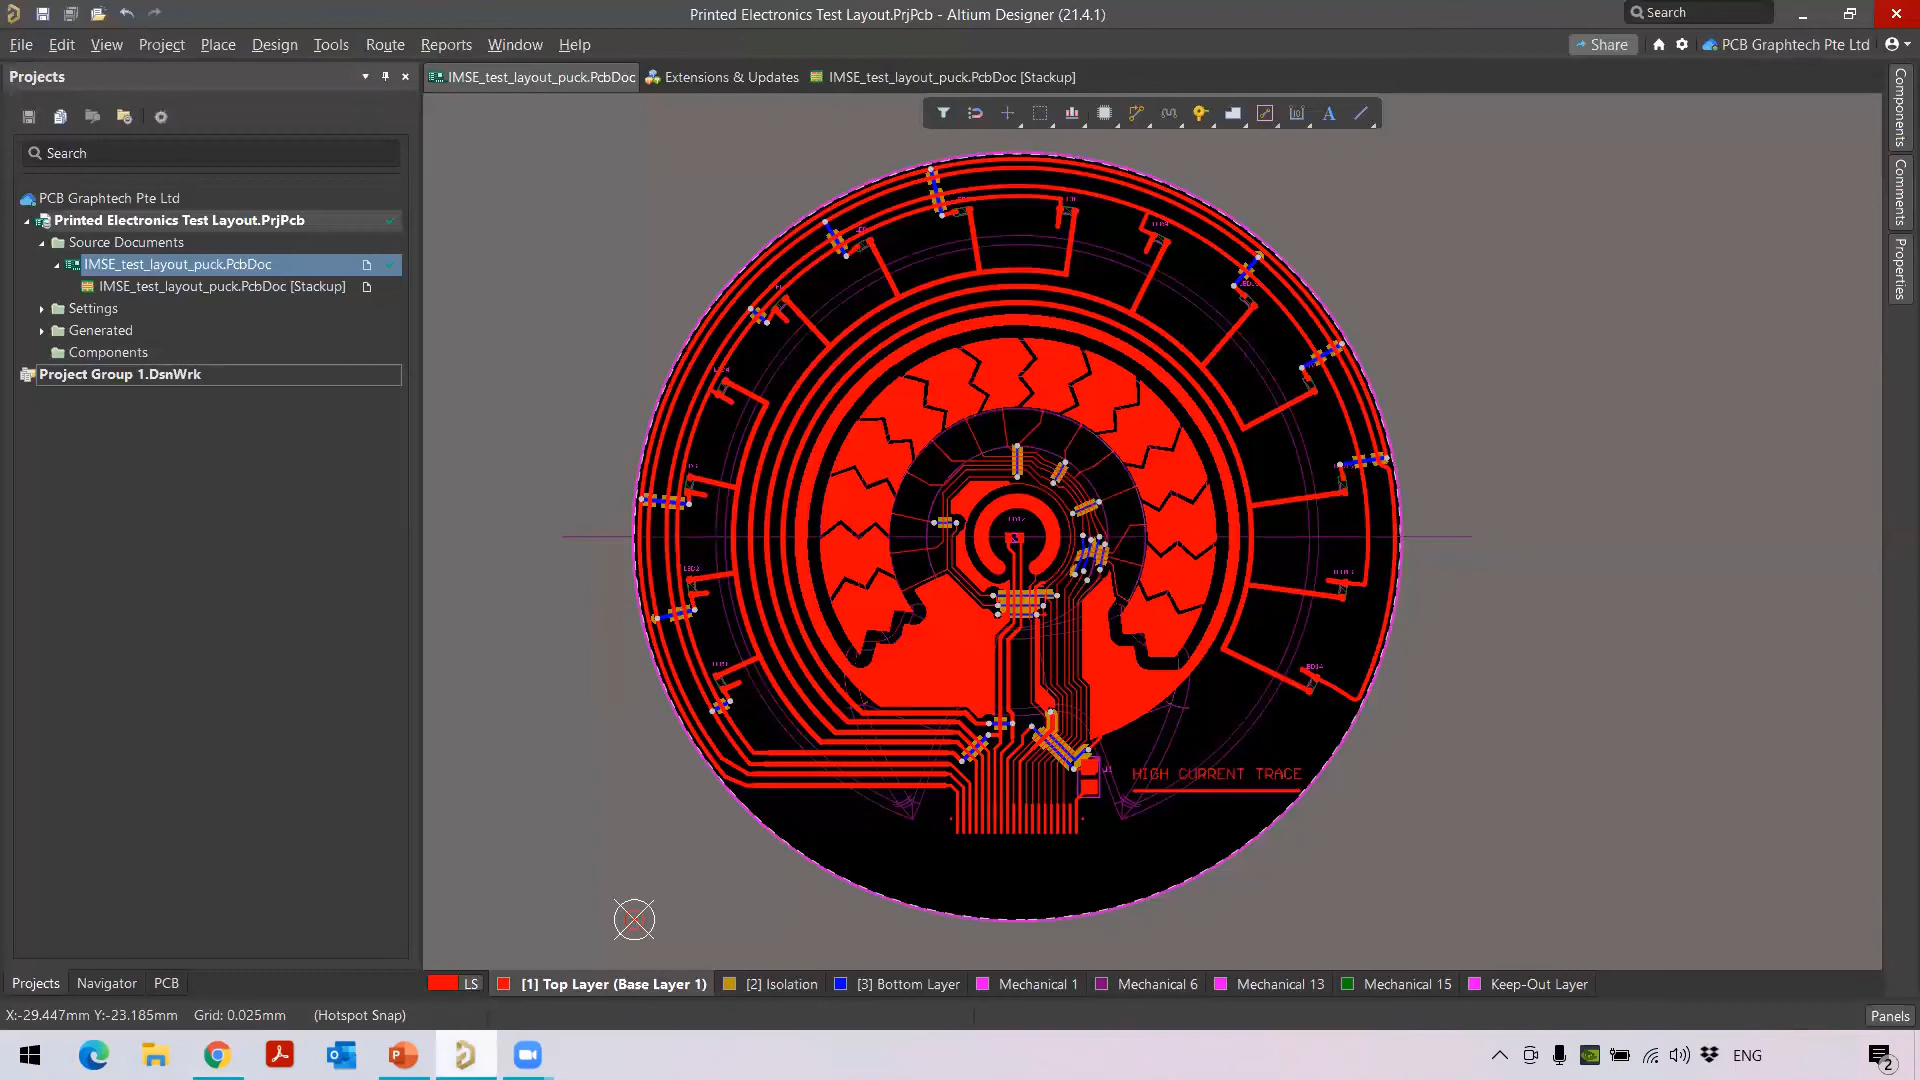 Printed Electronics Test Layout.PrjPcb - Altium Designer (21.4.1)
Search
File Edit View Project Place Design Tools Route Reports Window Help
Share
PCB Graphtech Pte Ltd
Projects
IMSE_test_layout_puck.PcbDoc
Extensions & Updates
IMSE_test_layout_puck.PcbDoc [Stackup]
Components
Comments
Properties
Search
PCB Graphtech Pte Ltd
Printed Electronics Test Layout.PrjPcb
Source Documents
IMSE_test_layout_puck.PcbDoc
IMSE_test_layout_puck.PcbDoc [Stackup]
Settings
Generated
Components
Project Group 1.DsnWrk
LED2
HIGH CURRENT TRACE
Projects Navigator PCB
LS
[1] Top Layer (Base Layer 1)
[2] Isolation
[3] Bottom Layer
Mechanical 1
Mechanical 6
Mechanical 13
Mechanical 15
Keep-Out Layer
X:-29.447mm Y:-23.185mm Grid: 0.025mm (Hotspot Snap)
Panels
ENG
2